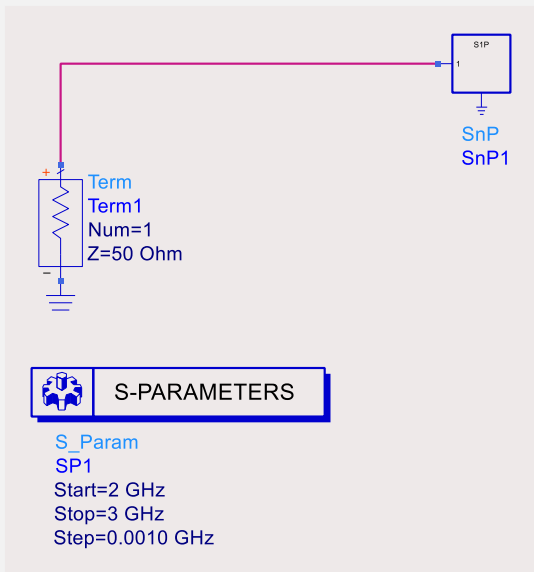 S1P
1
SnP
SnP1
+
Term
Term1
Num=1
Z=50 Ohm
−
S-PARAMETERS
S_Param
SP1
Start=2 GHz
Stop=3 GHz
Step=0.0010 GHz